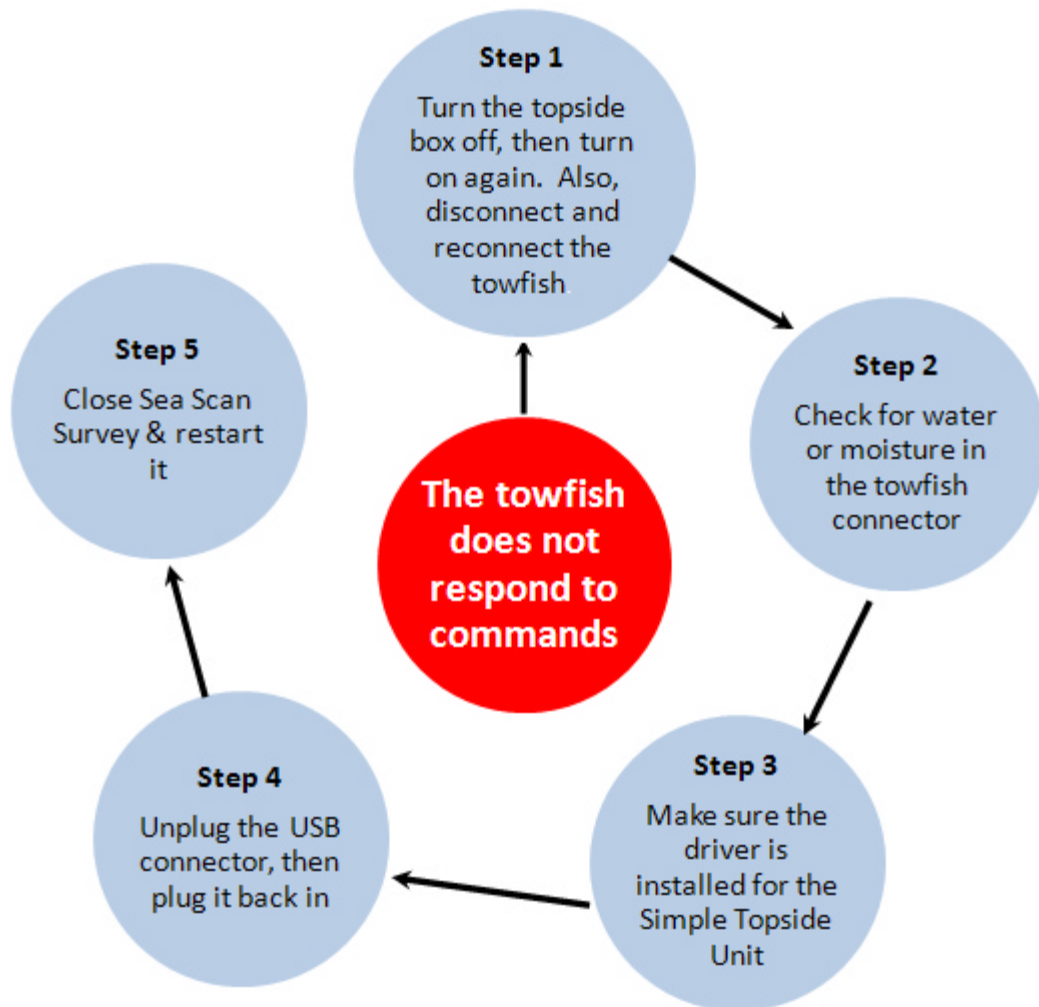 The towfish
does not
respond to
commands
Step 1
Turn the topside
box off, then turn
on again. Also,
disconnect and
reconnect the
towfish
Step 2
Check for water
or moisture in
the towfish
connector
Step 3
Make sure the
driver is
installed for the
Simple Topside
Unit
Step 4
Unplug the USB
connector, then
plug it back in
Step 5
Close Sea Scan
Survey & restart
it